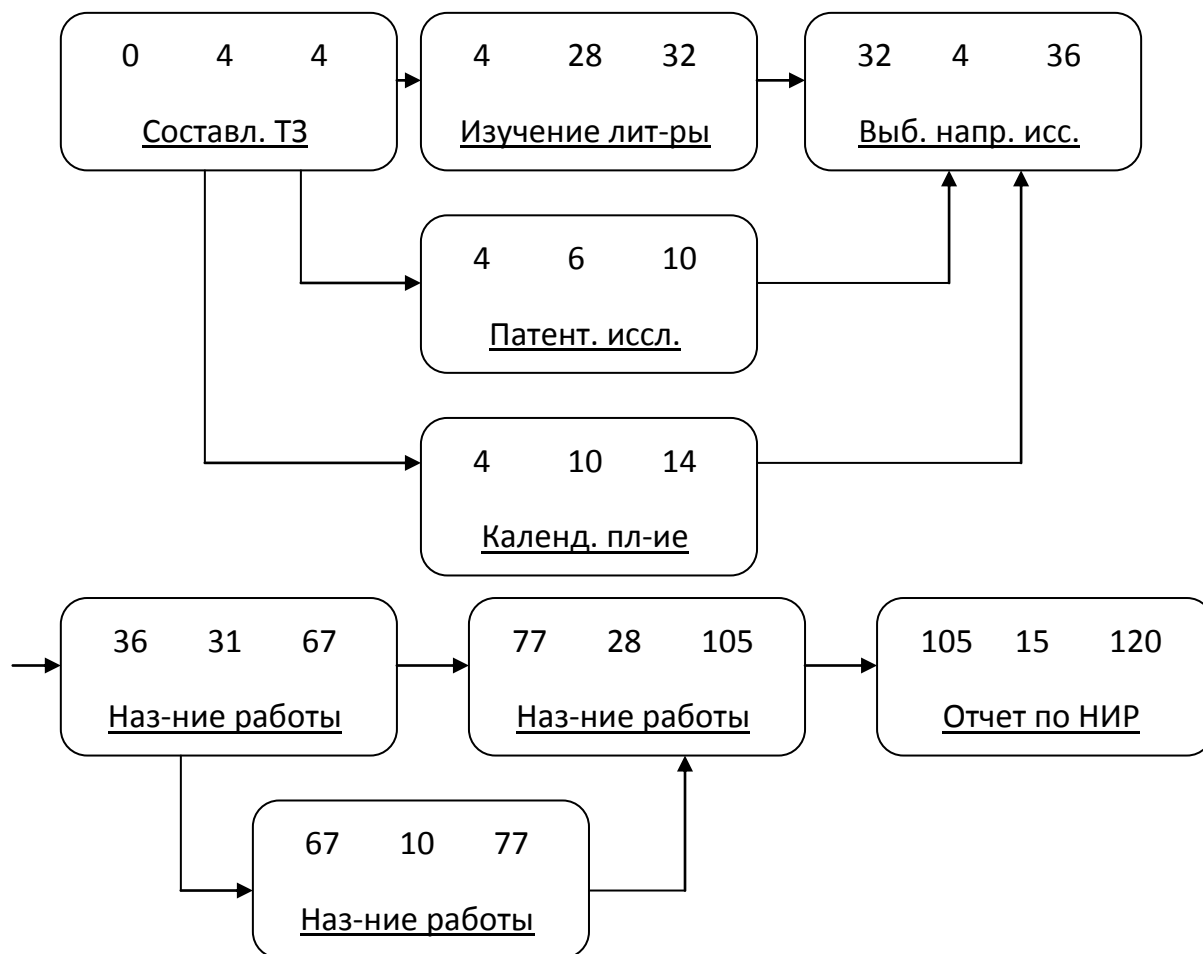 0 4 4
Составл. ТЗ
4 28 32
Изучение лит-ры
32 4 36
Выб. напр. исс.
4 6 10
Патент. иссл.
4 10 14
Календ. пл-ие
36 31 67
Наз-ние работы
77 28 105
Наз-ние работы
105 15 120
Отчет по НИР
67 10 77
Наз-ние работы